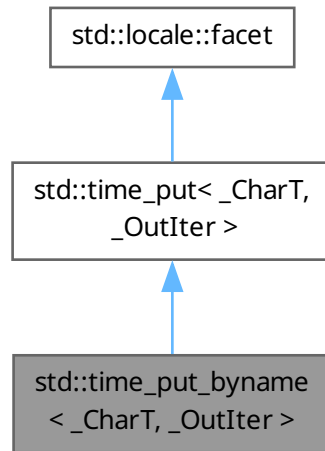 std::locale::facet
std::time_put< _CharT,
_OutIter >
std::time_put_byname
< _CharT, _OutIter >